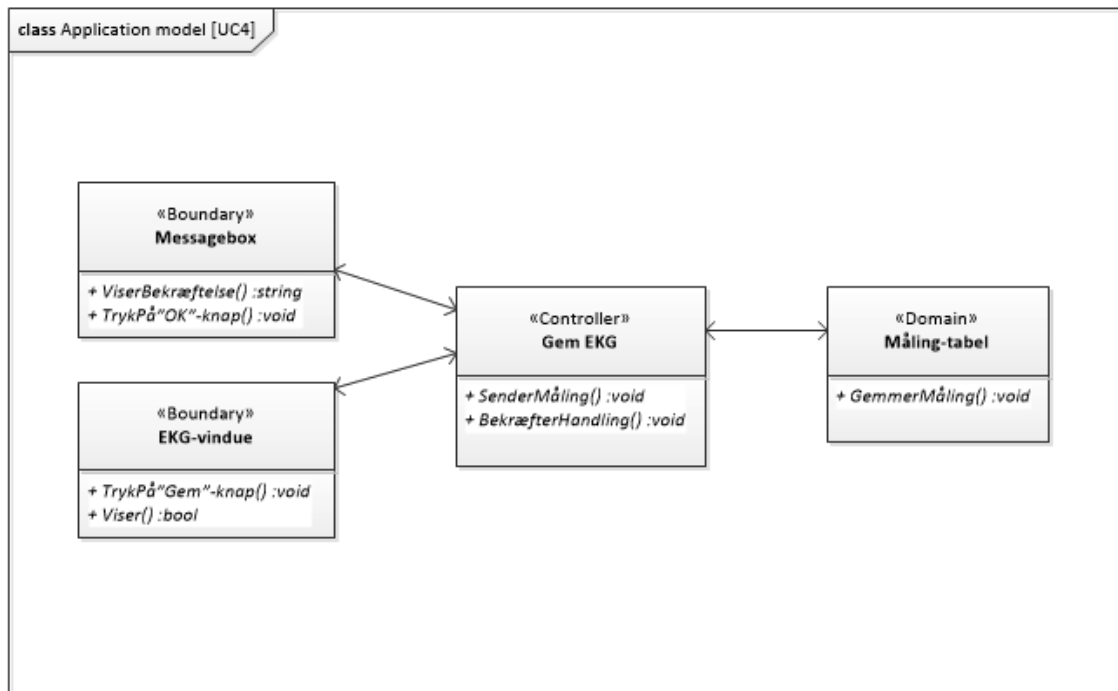 class Application model [UC4]
«Boundary»
Messagebox
+ ViserBekræftelse() :string
+ TrykPå"OK"-knap() :void
«Boundary»
EKG-vindue
+ TrykPå"Gem"-knap() :void
+ Viser() :bool
«Controller»
Gem EKG
+ SenderMåling() :void
+ BekræfterHandling() :void
«Domain»
Måling-tabel
+ GemmerMåling() :void